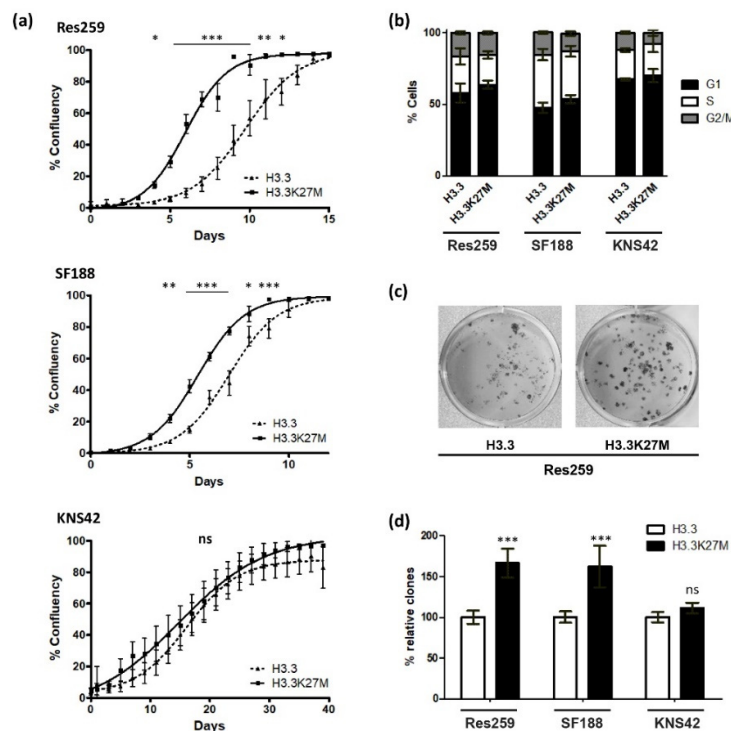 (a)
Res259
* *** ** *
100
80
60
40
20
0
% Confluency
H3.3
H3.3K27M
0 5 10 15
Days
SF188
** *** * ***
100
80
60
40
20
0
% Confluency
H3.3
H3.3K27M
0 5 10
Days
KNS42
ns
100
80
60
40
20
0
% Confluency
H3.3
H3.3K27M
0 10 20 30 40
Days
(b)
100
50
0
% Cells
G1
S
G2/M
H3.3 H3.3K27M H3.3 H3.3K27M H3.3 H3.3K27M
Res259 SF188 KNS42
(c)
H3.3 H3.3K27M
Res259
(d)
H3.3
H3.3K27M
200
150
100
50
0
% relative clones
*** *** ns
Res259 SF188 KNS42